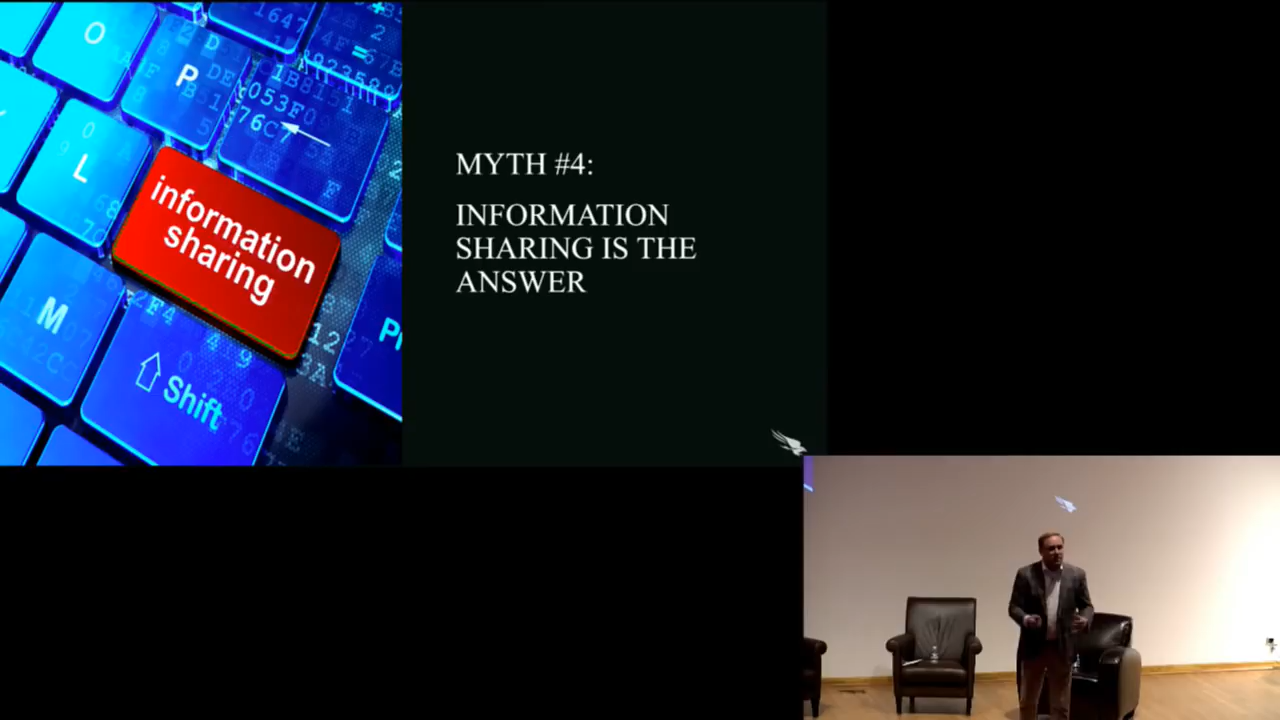 O
P
L
information
sharing
M
Shift
MYTH #4:
INFORMATION
SHARING IS THE
ANSWER